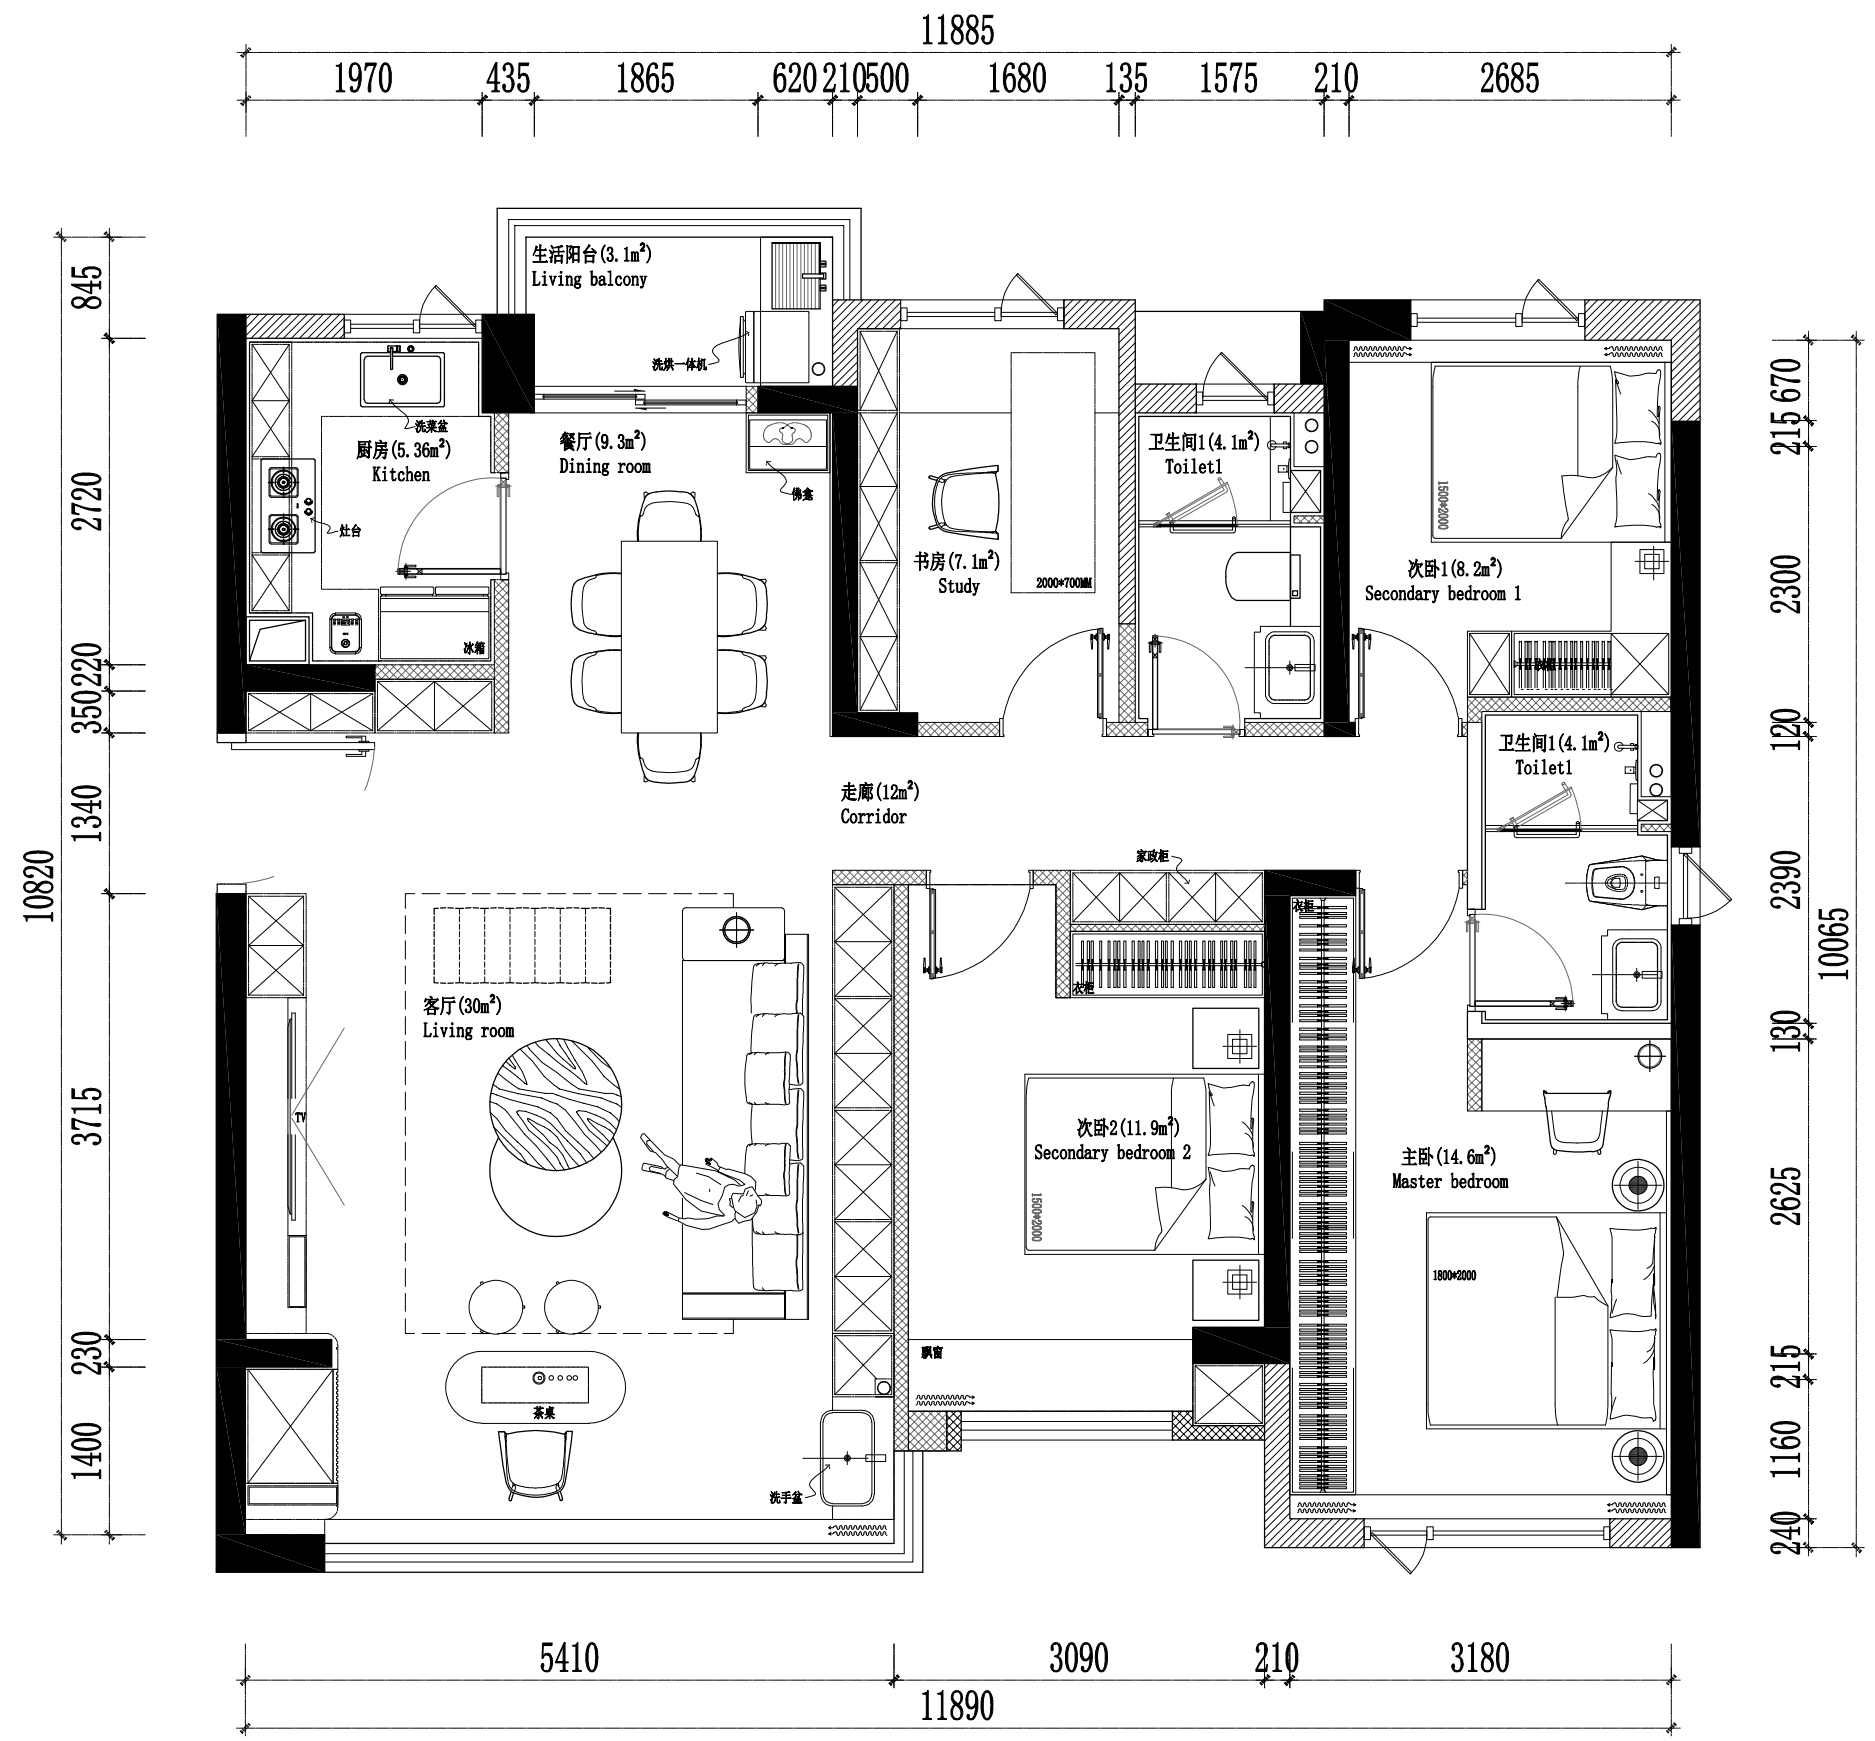 11885
1970
435
1865
620
210
500
1680
135
1575
210
2685
10820
845
2720
220
350
1340
3715
230
1400
生活阳台(3.1m²)
Living balcony
洗烘一体机
洗菜盆
厨房(5.36m²)
Kitchen
灶台
冰箱
餐厅(9.3m²)
Dining room
佛龛
书房(7.1m²)
Study
2000*700MM
卫生间1(4.1m²)
Toilet1
1500*2000
次卧1(8.2m²)
Secondary bedroom 1
衣柜
卫生间1(4.1m²)
Toilet1
走廊(12m²)
Corridor
家政柜
衣柜
衣柜
客厅(30m²)
Living room
TV
次卧2(11.9m²)
Secondary bedroom 2
1500*2000
主卧(14.6m²)
Master bedroom
1800*2000
飘窗
茶桌
洗手盆
670
215
2300
120
2390
130
2625
215
1160
240
10065
5410
3090
210
3180
11890